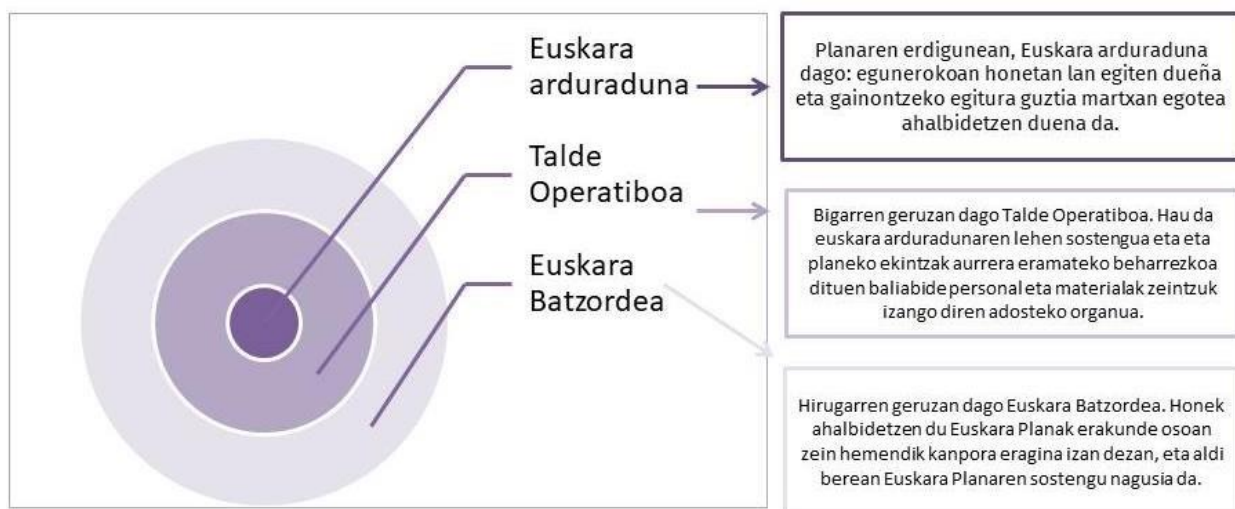 Euskara
arduraduna
Planaren erdigunean, Euskara arduraduna
dago: egunerokoan honetan lan egiten dueña
eta gainontzeko egitura guztia martxan egotea
ahalbidetzen duena da.
Talde
Operatiboa
Bigarren geruzan dago Talde Operatiboa. Hau da
euskara arduradunaren lehen sostengua eta eta
planeko ekintzak aurrera eramateko beharrezkoa
dituen baliabide personal eta materialak zeintzuk
izango diren adosteko organua.
Euskara
Batzordea
Hirugarren geruzan dago Euskara Batzordea. Honek
ahalbidetzen du Euskara Planak erakunde osoan
zein hemendik kanpora eragina izan dezan, eta aldi
berean Euskara Planaren sostengu nagusia da.